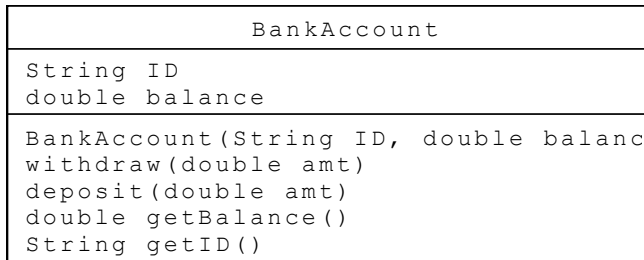 BankAccount
String ID
double balance
BankAccount(String ID, double balanc
withdraw(double amt)
deposit(double amt)
double getBalance()
String getID()